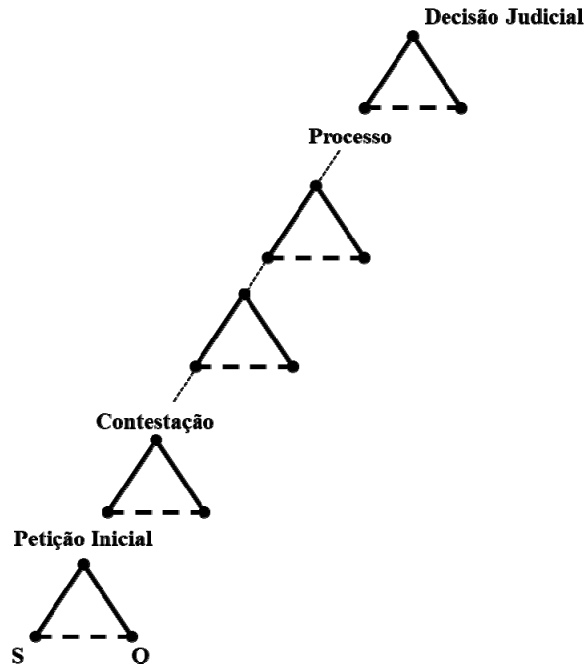 Decisão Judicial
Processo
Contestação
Petição Inicial
S O